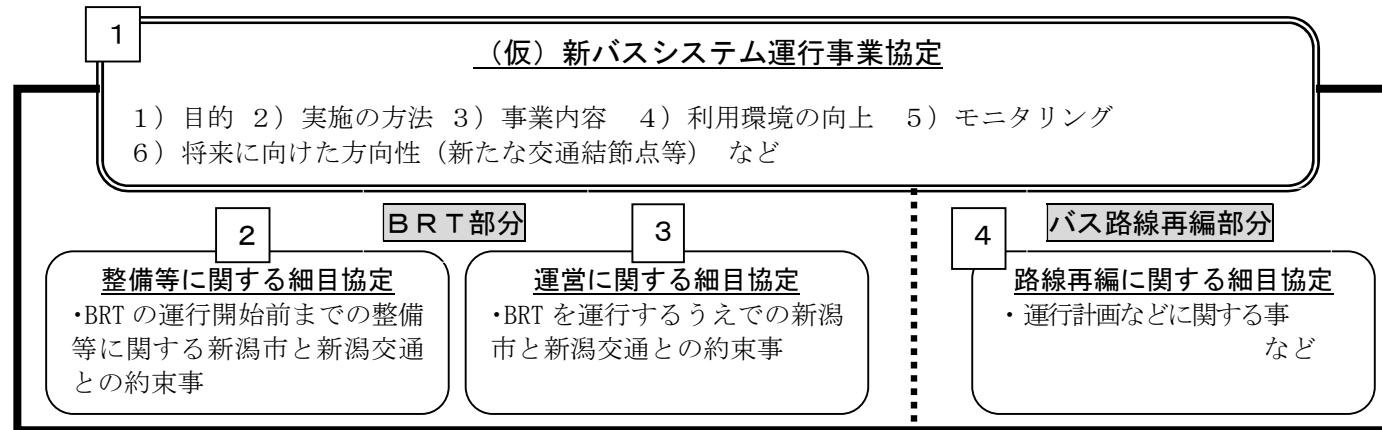 １
（仮）新バスシステム運行事業協定
１）目的 ２）実施の方法 ３）事業内容 ４）利用環境の向上 ５）モニタリング
６）将来に向けた方向性（新たな交通結節点等） など
２
ＢＲＴ部分
３
４
バス路線再編部分
整備等に関する細目協定
・BRT の運行開始前までの整備
等に関する新潟市と新潟交通
との約束事
運営に関する細目協定
・BRT を運行するうえでの新潟
市と新潟交通との約束事
路線再編に関する細目協定
・ 運行計画などに関する事
など